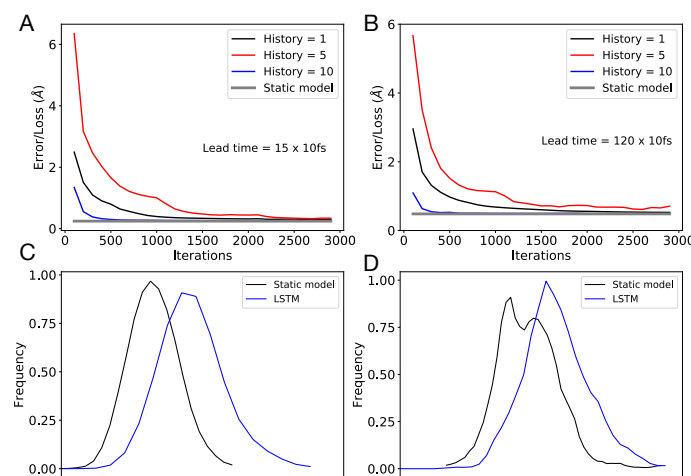 A
6
4
2
0
Error/Loss (Å)
History = 1
History = 5
History = 10
Static model
Lead time = 15 x 10fs
0 500 1000 1500 2000 2500 3000
Iterations
B
6
4
2
0
Error/Loss (Å)
History = 1
History = 5
History = 10
Static model
Lead time = 120 x 10fs
0 500 1000 1500 2000 2500 3000
Iterations
C
1.00
0.75
0.50
0.25
0.00
Frequency
Static model
LSTM
D
1.00
0.75
0.50
0.25
0.00
Frequency
Static model
LSTM